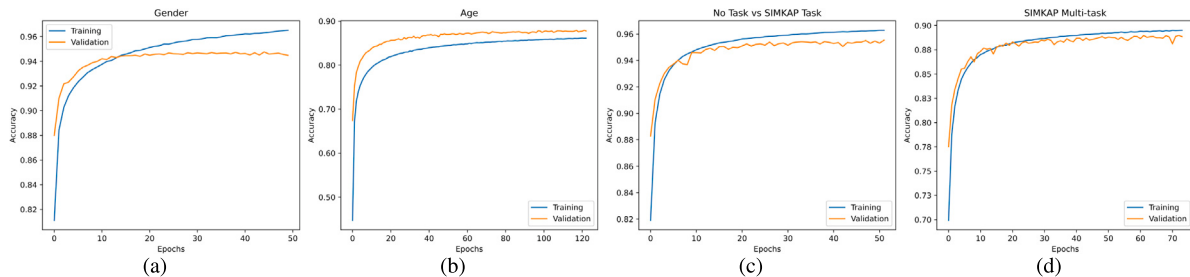 Gender
0.96
0.94
0.92
0.90
0.88
0.86
0.84
0.82
Accuracy
Training
Validation
0 10 20 30 40 50
Epochs
(a)
Age
0.90
0.80
0.70
0.60
0.50
Accuracy
Training
Validation
0 20 40 60 80 100 120
Epochs
(b)
No Task vs SIMKAP Task
0.96
0.94
0.92
0.90
0.88
0.86
0.84
0.82
Accuracy
Training
Validation
0 10 20 30 40 50
Epochs
(c)
SIMKAP Multi-task
0.90
0.88
0.85
0.83
0.80
0.78
0.75
0.73
0.70
Accuracy
Training
Validation
0 10 20 30 40 50 60 70
Epochs
(d)